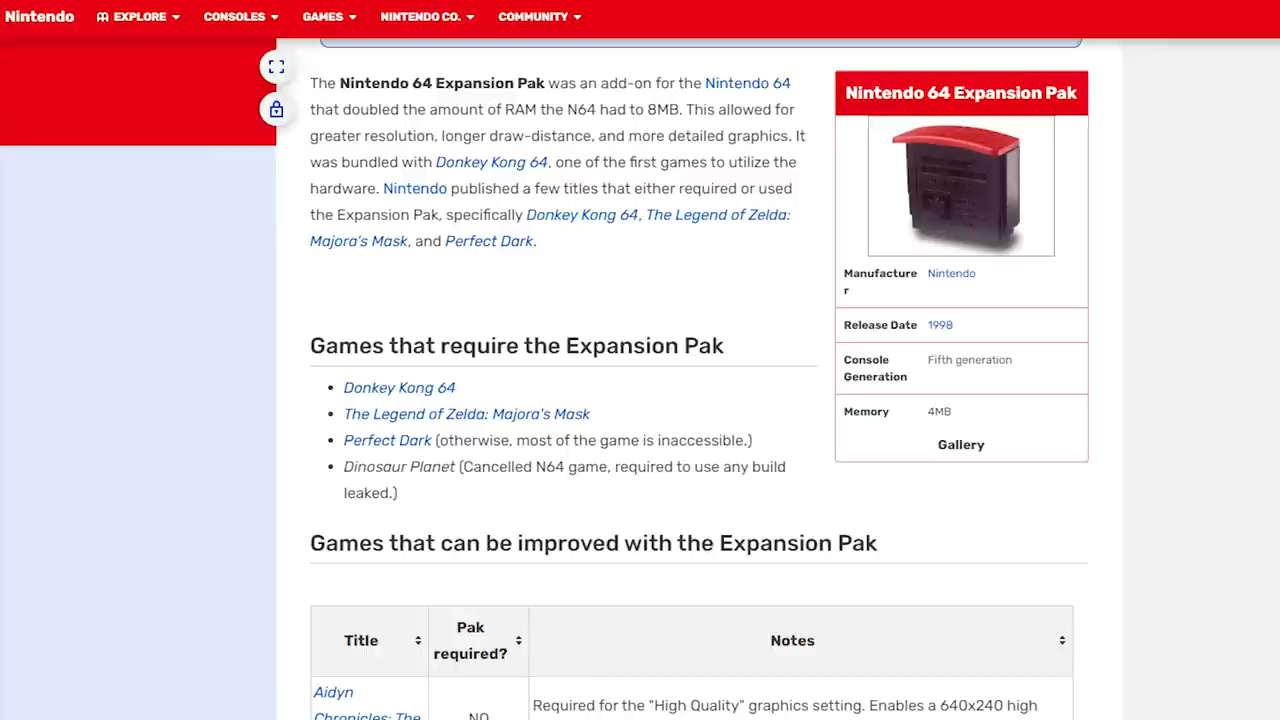 Nintendo EXPLORE CONSOLES GAMES NINTENDO CO. COMMUNITY
The Nintendo 64 Expansion Pak was an add-on for the Nintendo 64
that doubled the amount of RAM the N64 had to 8MB. This allowed for
greater resolution, longer draw-distance, and more detailed graphics. It
was bundled with Donkey Kong 64, one of the first games to utilize the
hardware. Nintendo published a few titles that either required or used
the Expansion Pak, specifically Donkey Kong 64, The Legend of Zelda:
Majora's Mask, and Perfect Dark.
Nintendo 64 Expansion Pak
Manufacture
r
Nintendo
Release Date 1998
Console
Generation
Fifth generation
Memory 4MB
Gallery
Games that require the Expansion Pak
• Donkey Kong 64
• The Legend of Zelda: Majora's Mask
• Perfect Dark (otherwise, most of the game is inaccessible.)
• Dinosaur Planet (Cancelled N64 game, required to use any build
leaked.)
Games that can be improved with the Expansion Pak
Title
Pak
required?
Notes
Aidyn
Chronicles: The
NO
Required for the "High Quality" graphics setting. Enables a 640x240 high